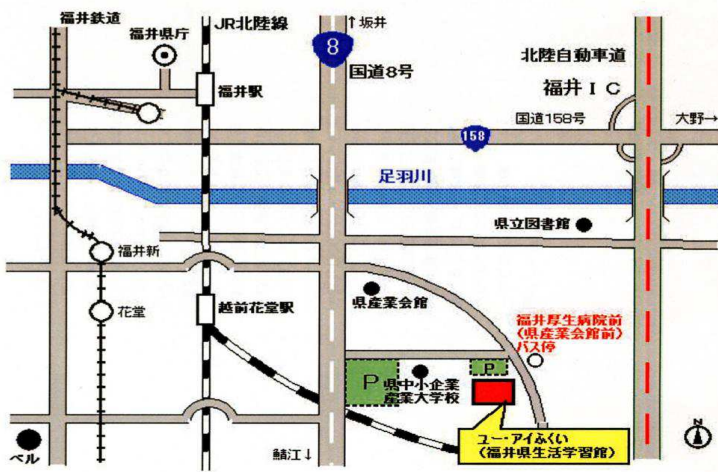 福井鉄道
JR北陸線
↑坂井
福井県庁
8
国道8号
北陸自動車道
福井IC
福井駅
国道158号
大野→
158
足羽川
県立図書館
福井新
県産業会館
花堂
越前花堂駅
福井厚生病院前
(県産業会館前)
バス停
P
P
県中小企業
産業大学校
ユー・アイふくい
(福井県生活学習館)
ベル
鯖江↓
N